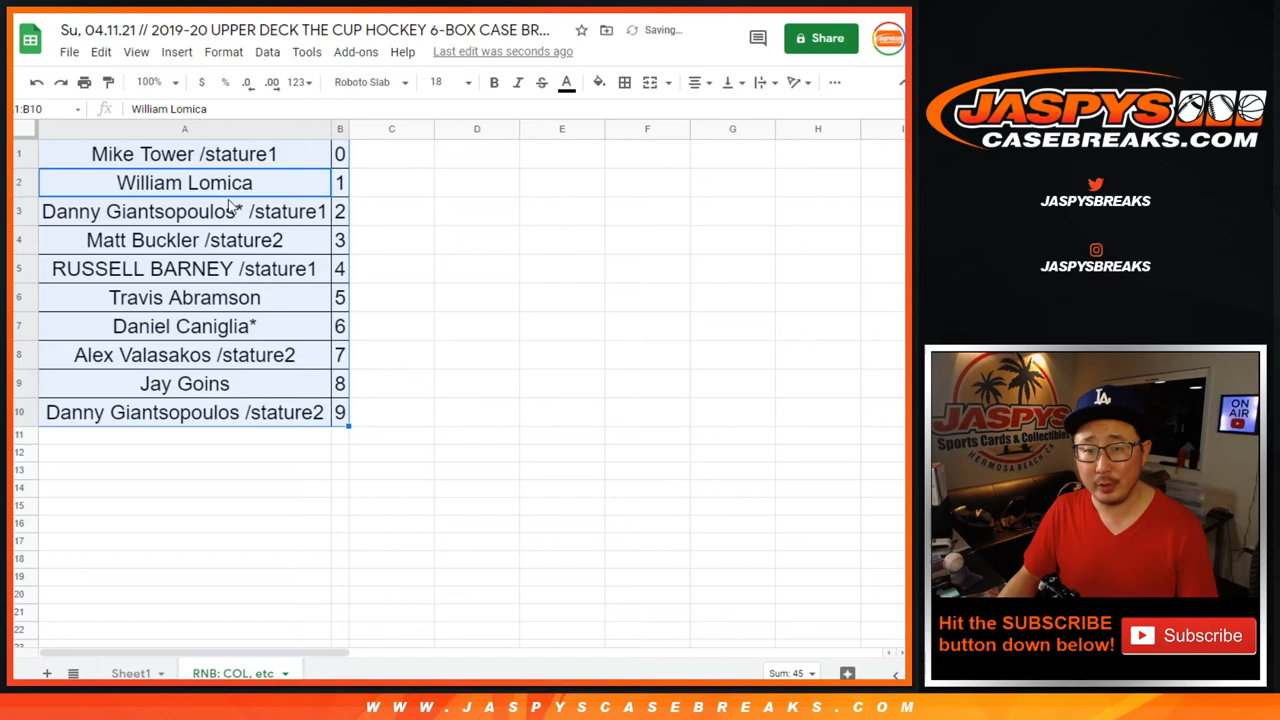 Su, 04.11.21 // 2019-20 UPPER DECK THE CUP HOCKEY 6-BOX CASE BR...
Saving...
File Edit View Insert Format Data Tools Add-ons Help Last edit was seconds ago
Share
100% $ % .0 .00 123 Roboto Slab 18 B I S A
1:B10 fx William Lomica
A B C D E F G H I
1 Mike Tower /stature1 0
2 William Lomica 1
3 Danny Giantsopoulos* /stature1 2
4 Matt Buckler /stature2 3
5 RUSSELL BARNEY /stature1 4
6 Travis Abramson 5
7 Daniel Caniglia* 6
8 Alex Valasakos /stature2 7
9 Jay Goins 8
10 Danny Giantsopoulos /stature2 9
11
12
13
14
15
16
17
18
19
20
21
22
23
+ Sheet1 RNB: COL, etc Sum: 45
JASPYS
CASEBREAKS.COM
JASPYSBREAKS
JASPYSBREAKS
JASPYS
Sports Cards & Collectibles
HERMOSA BEACH, CA
LA
ON
AIR
Hit the SUBSCRIBE
button down below!
Subscribe
WWW.JASPYSCASEBREAKS.COM